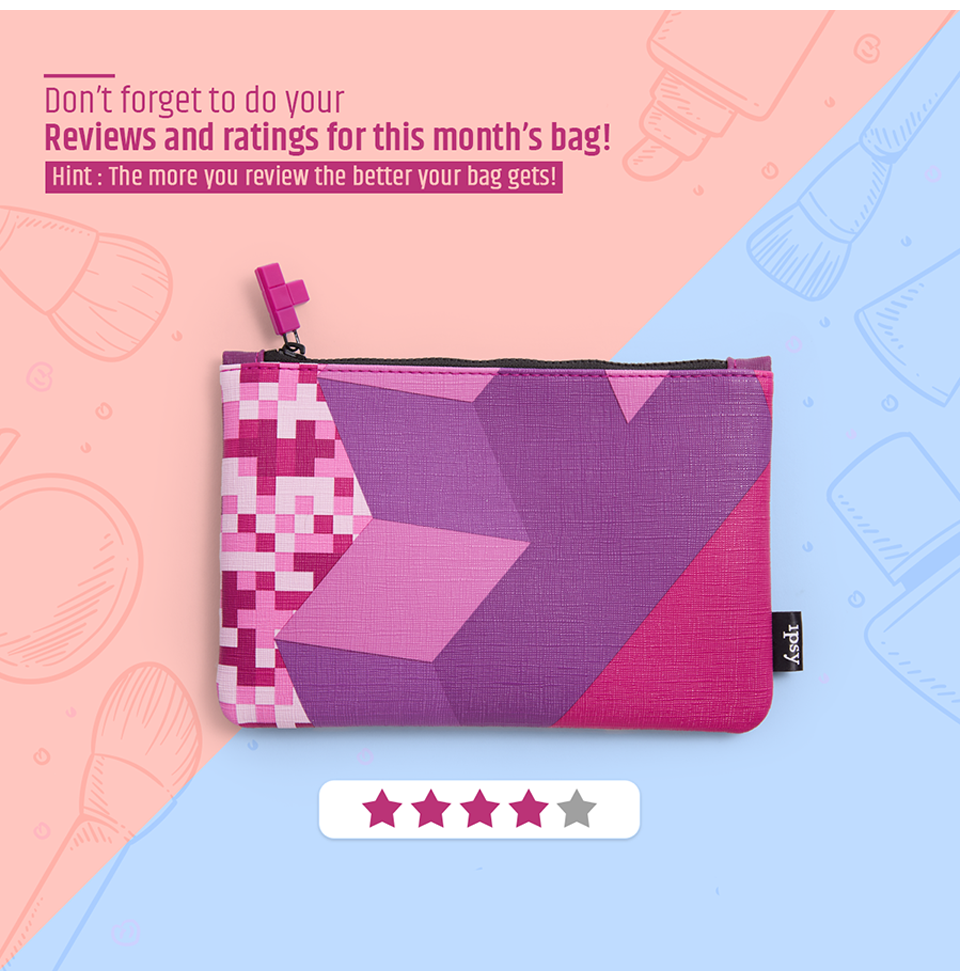 Don't forget to do your
Reviews and ratings for this month's bag!
Hint : The more you review the better your bag gets!
ipsy